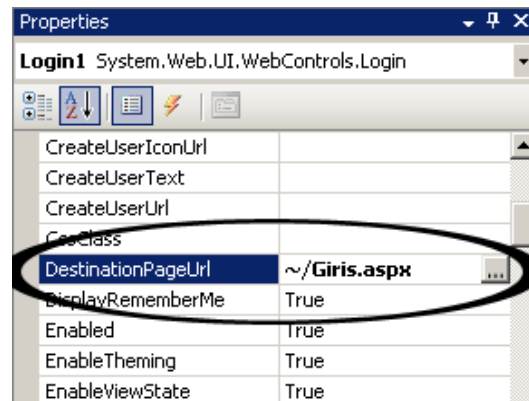 Properties
Login1 System.Web.UI.WebControls.Login
CreateUserIconUrl
CreateUserText
CreateUserUrl
CssClass
DestinationPageUrl ~/Giris.aspx ...
DisplayRememberMe True
Enabled True
EnableTheming True
EnableViewState True